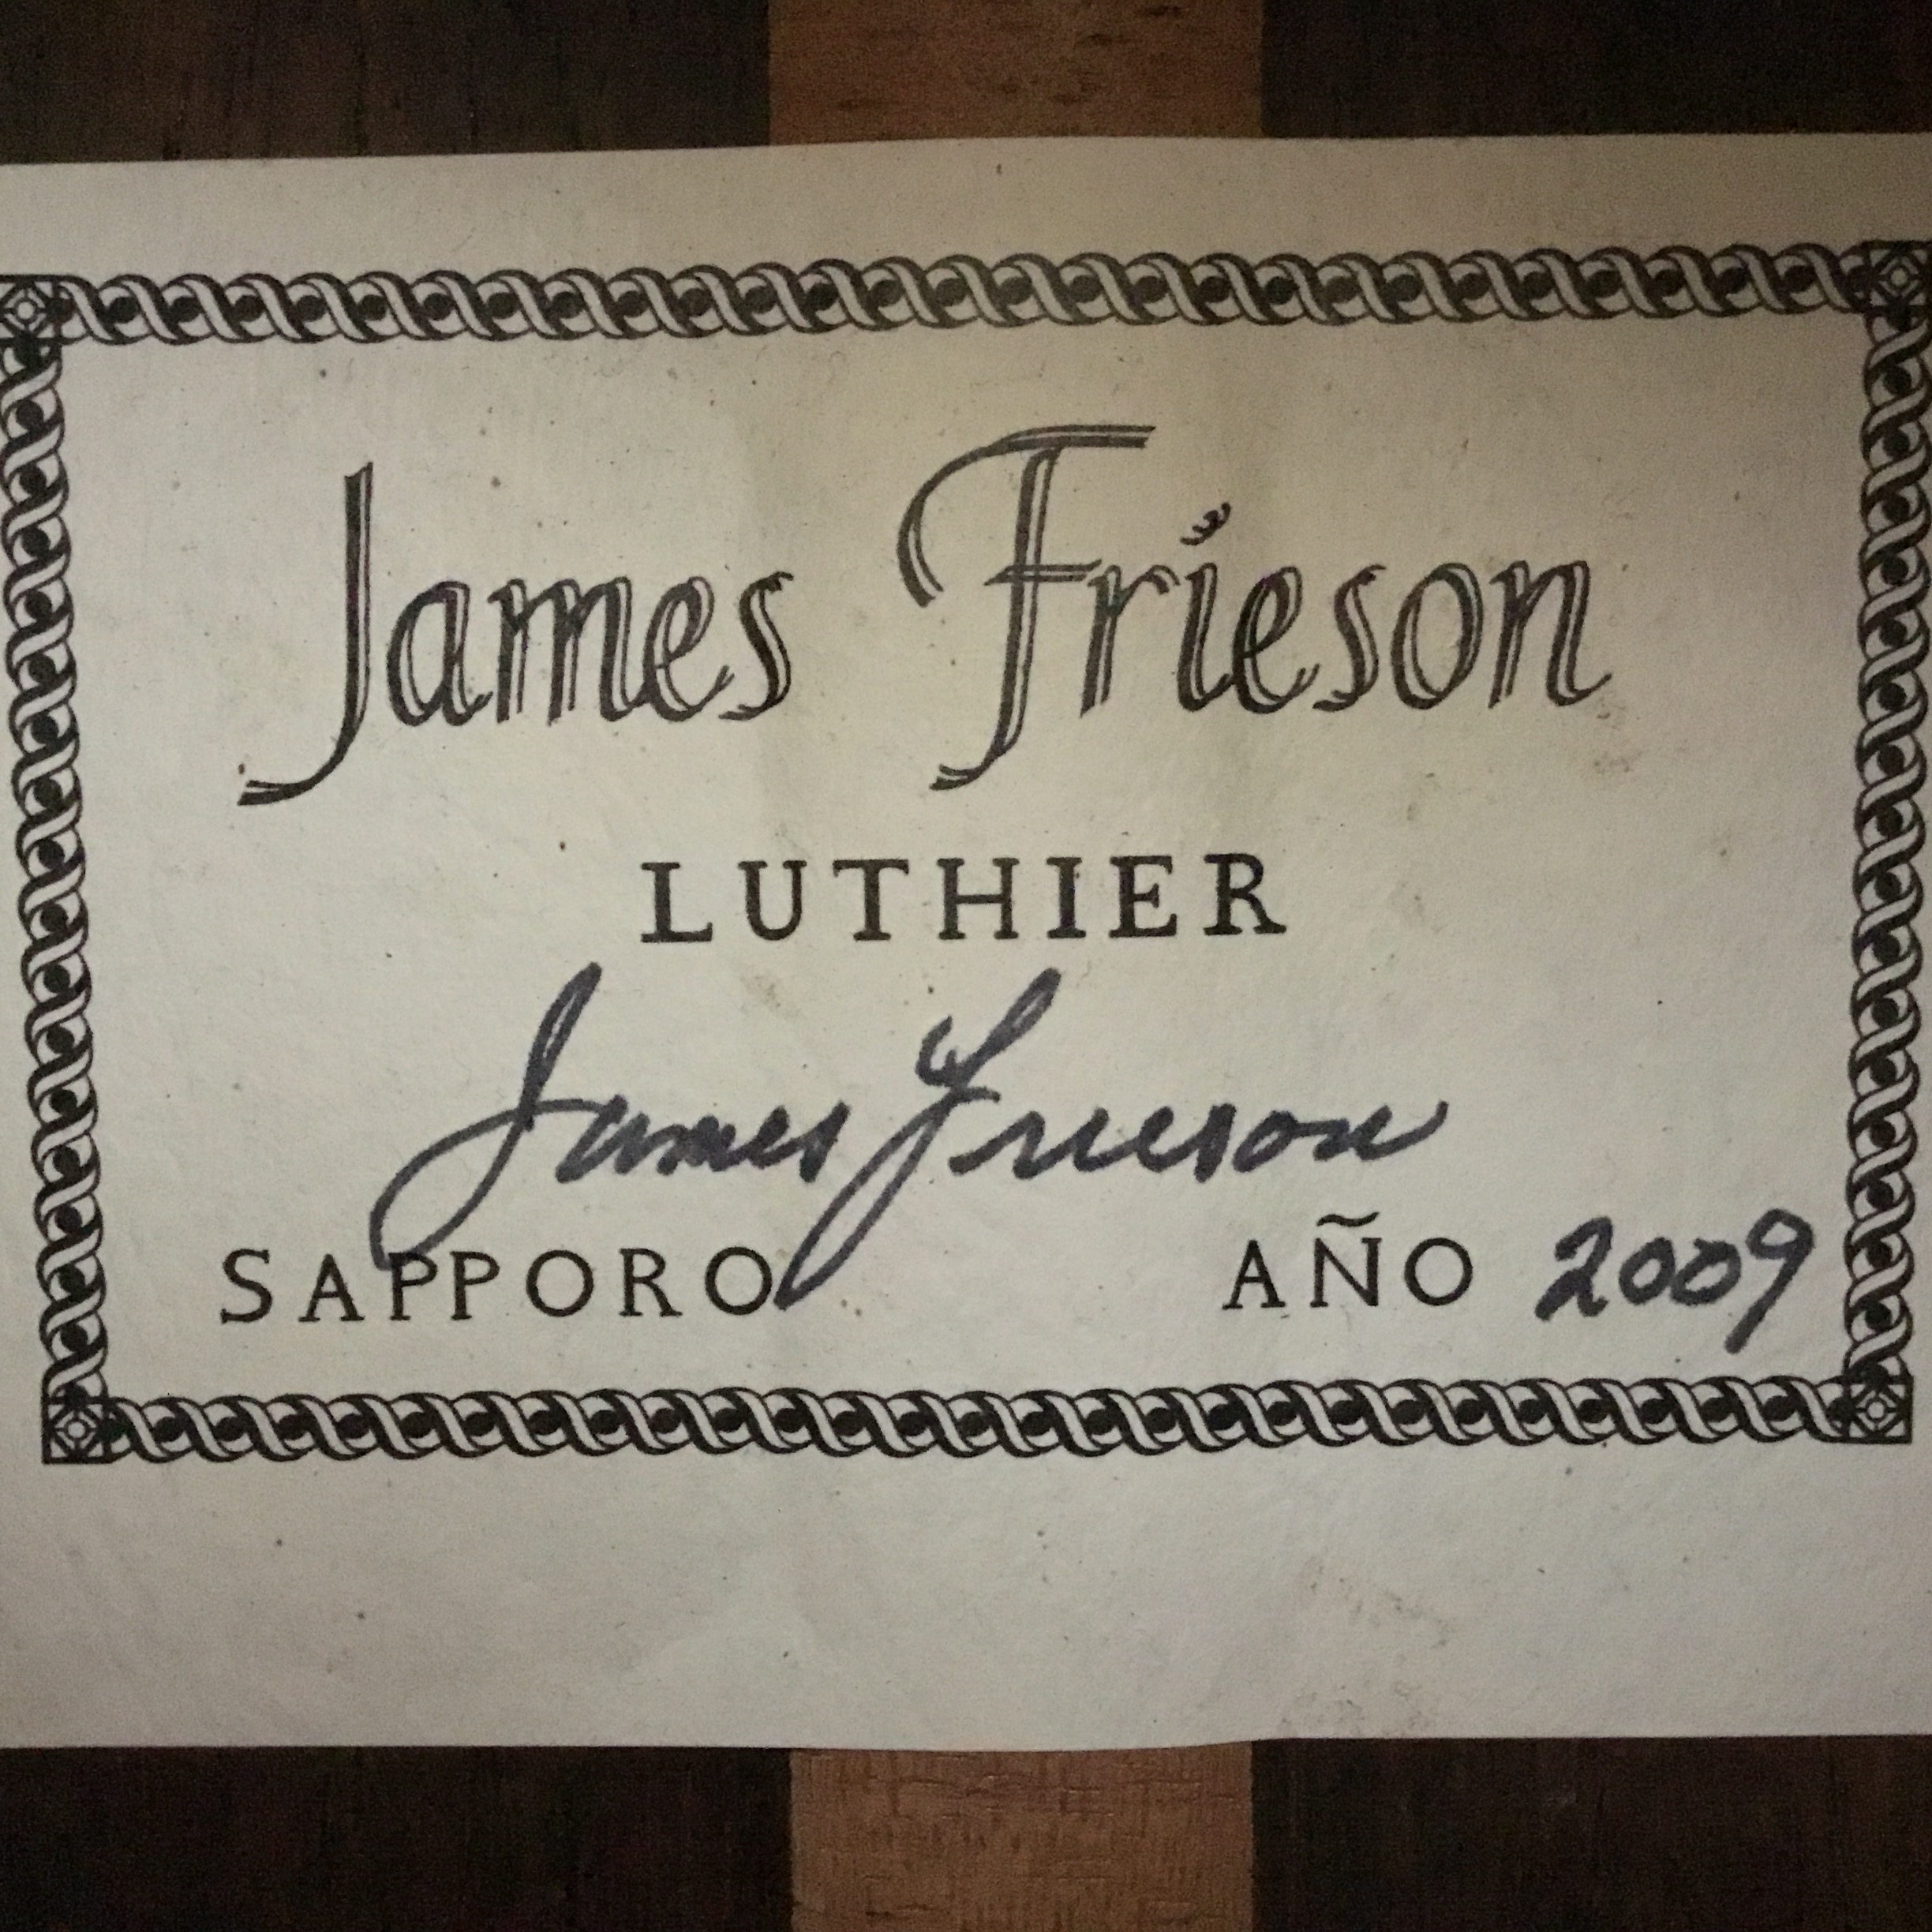 James Frieson
LUTHIER
James Frieson
SAPPORO AÑO 2009